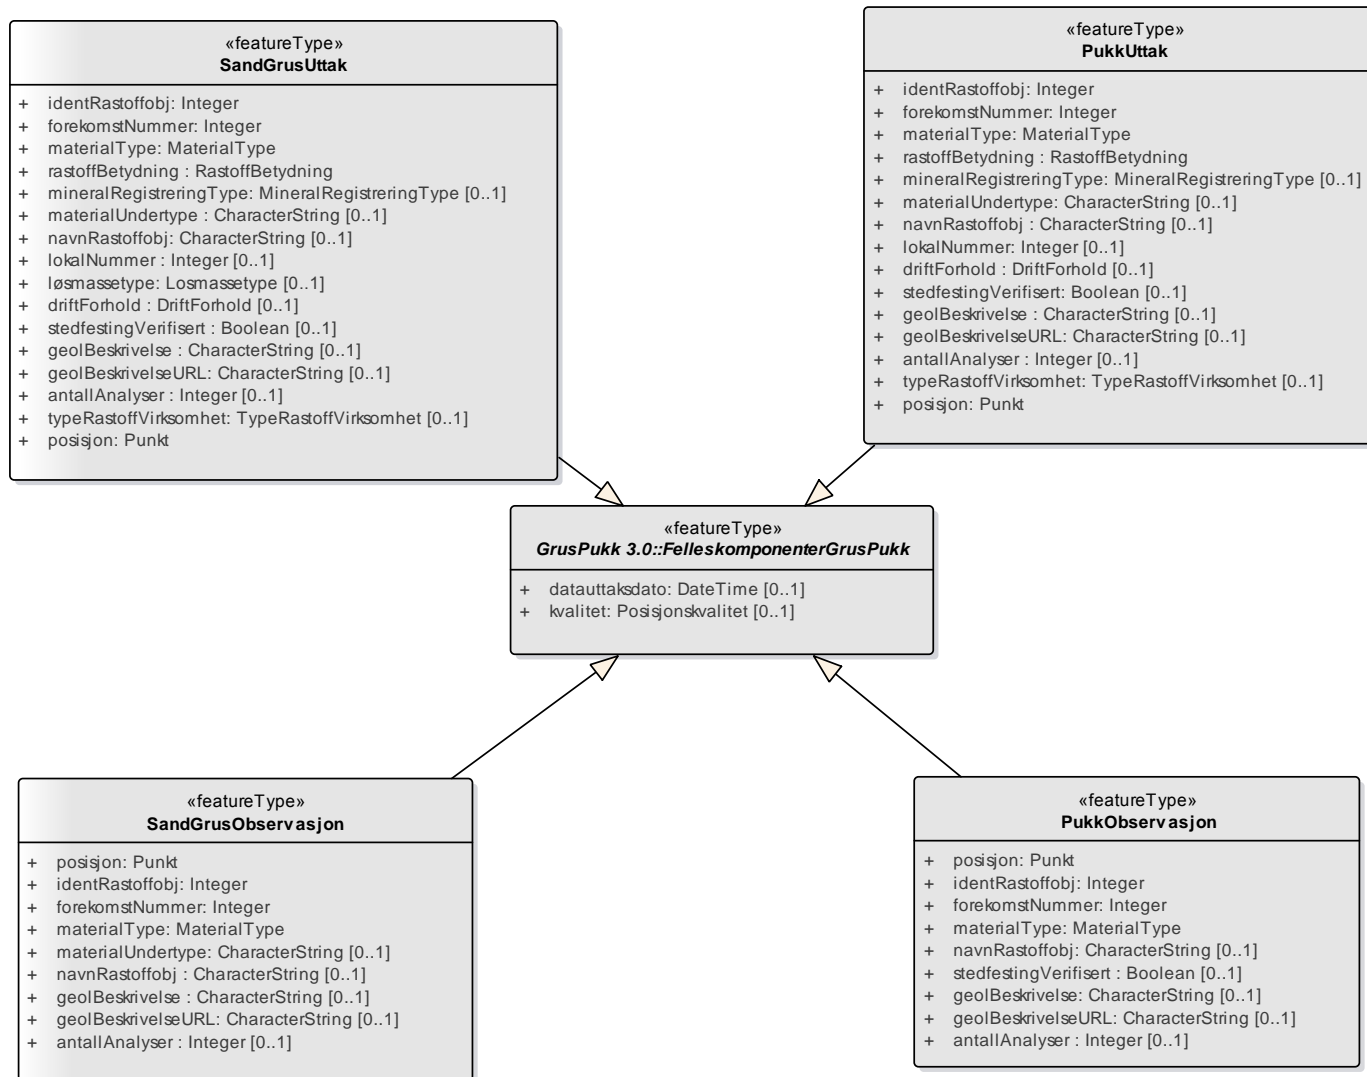 «featureType»
SandGrusUttak
+ identRastoffobj: Integer
+ forekomstNummer: Integer
+ materialType: MaterialType
+ rastoffBetydning : RastoffBetydning
+ mineralRegistreringType: MineralRegistreringType [0..1]
+ materialUndertype : CharacterString [0..1]
+ navnRastoffobj: CharacterString [0..1]
+ lokalNummer : Integer [0..1]
+ løsmassetype: Losmassetype [0..1]
+ driftForhold : DriftForhold [0..1]
+ stedfestingVerifisert : Boolean [0..1]
+ geolBeskrivelse : CharacterString [0..1]
+ geolBeskrivelseURL: CharacterString [0..1]
+ antallAnalyser : Integer [0..1]
+ typeRastoffVirksomhet: TypeRastoffVirksomhet [0..1]
+ posisjon: Punkt
«featureType»
PukkUttak
+ identRastoffobj: Integer
+ forekomstNummer: Integer
+ materialType: MaterialType
+ rastoffBetydning : RastoffBetydning
+ mineralRegistreringType: MineralRegistreringType [0..1]
+ materialUndertype: CharacterString [0..1]
+ navnRastoffobj : CharacterString [0..1]
+ lokalNummer: Integer [0..1]
+ driftForhold : DriftForhold [0..1]
+ stedfestingVerifisert: Boolean [0..1]
+ geolBeskrivelse : CharacterString [0..1]
+ geolBeskrivelseURL: CharacterString [0..1]
+ antallAnalyser : Integer [0..1]
+ typeRastoffVirksomhet: TypeRastoffVirksomhet [0..1]
+ posisjon: Punkt
«featureType»
GrusPukk 3.0::FelleskomponenterGrusPukk
+ datauttaksdato: DateTime [0..1]
+ kvalitet: Posisjonskvalitet [0..1]
«featureType»
SandGrusObservasjon
+ posisjon: Punkt
+ identRastoffobj: Integer
+ forekomstNummer: Integer
+ materialType: MaterialType
+ materialUndertype: CharacterString [0..1]
+ navnRastoffobj : CharacterString [0..1]
+ geolBeskrivelse : CharacterString [0..1]
+ geolBeskrivelseURL: CharacterString [0..1]
+ antallAnalyser : Integer [0..1]
«featureType»
PukkObservasjon
+ posisjon: Punkt
+ identRastoffobj: Integer
+ forekomstNummer: Integer
+ materialType: MaterialType
+ navnRastoffobj: CharacterString [0..1]
+ stedfestingVerifisert : Boolean [0..1]
+ geolBeskrivelse: CharacterString [0..1]
+ geolBeskrivelseURL: CharacterString [0..1]
+ antallAnalyser : Integer [0..1]